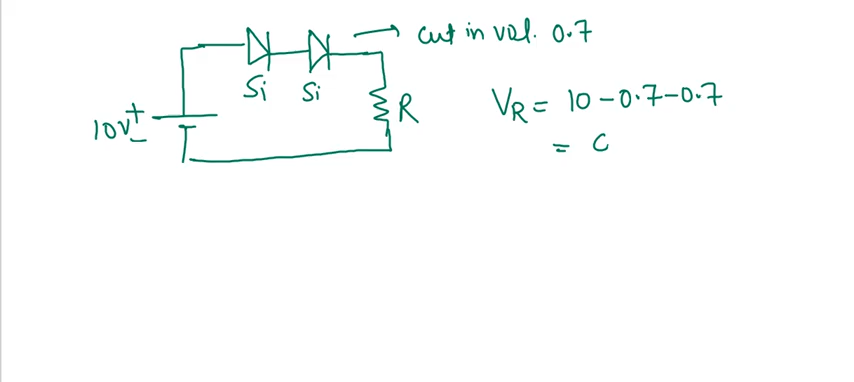 cut in vol. 0.7
Si Si
10V + −
R
VR = 10 − 0.7 − 0.7
=